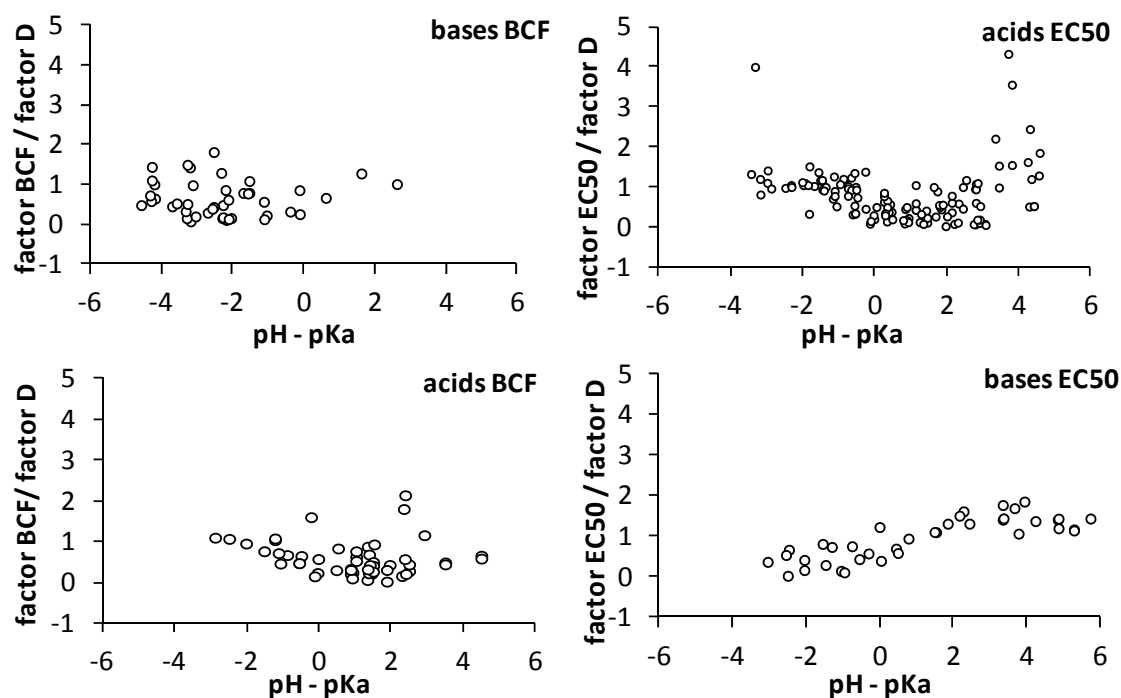 bases BCF
factor BCF / factor D
5
4
3
2
1
0
-1
-6 -4 -2 0 2 4 6
pH - pKa
acids EC50
factor EC50 / factor D
5
4
3
2
1
0
-1
-6 -4 -2 0 2 4 6
pH - pKa
acids BCF
factor BCF/ factor D
5
4
3
2
1
0
-1
-6 -4 -2 0 2 4 6
pH - pKa
bases EC50
factor EC50 / factor D
5
4
3
2
1
0
-1
-6 -4 -2 0 2 4 6
pH - pKa